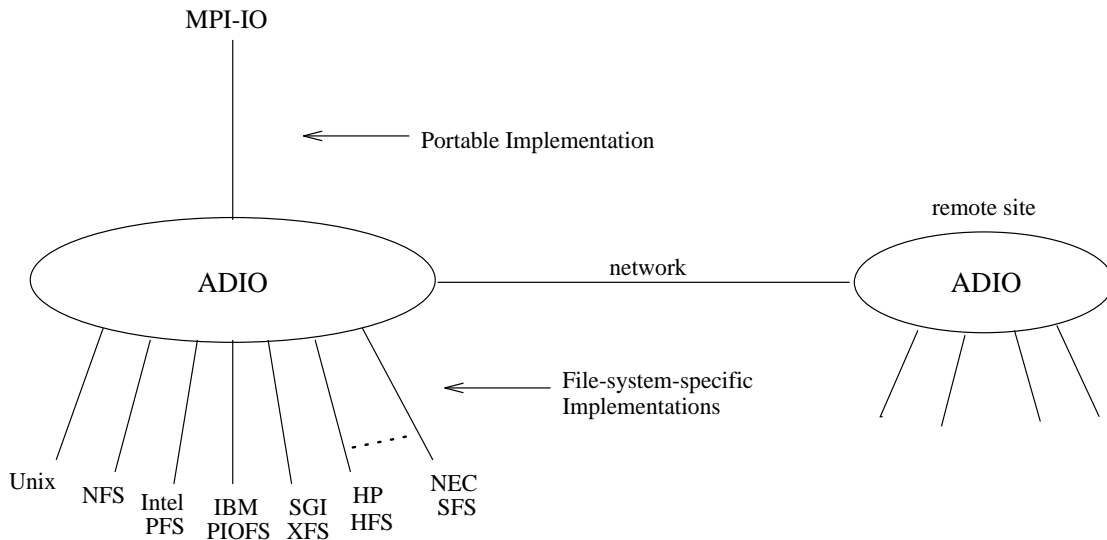 MPI-IO
Portable Implementation
remote site
ADIO
network
ADIO
File-system-specific
Implementations
Unix
NFS
Intel
PFS
IBM
PIOFS
SGI
XFS
HP
HFS
NEC
SFS